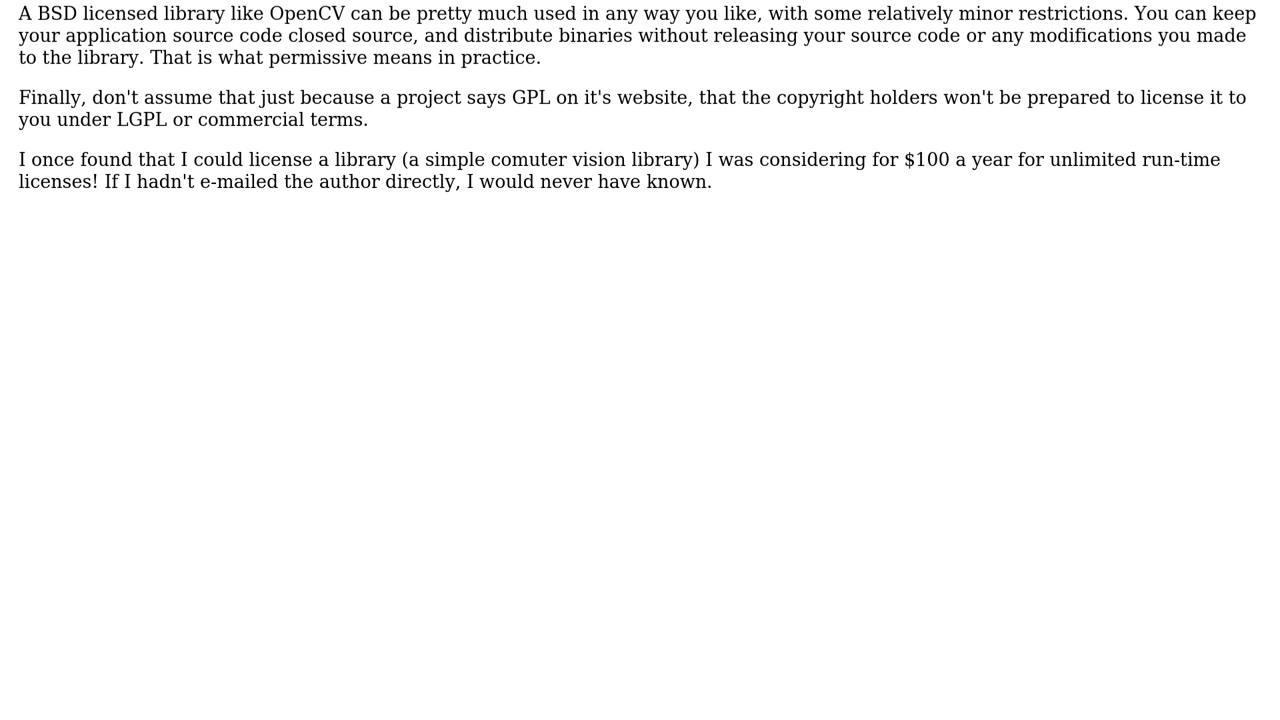 A BSD licensed library like OpenCV can be pretty much used in any way you like, with some relatively minor restrictions. You can keep
your application source code closed source, and distribute binaries without releasing your source code or any modifications you made
to the library. That is what permissive means in practice.
Finally, don't assume that just because a project says GPL on it's website, that the copyright holders won't be prepared to license it to
you under LGPL or commercial terms.
I once found that I could license a library (a simple comuter vision library) I was considering for $100 a year for unlimited run-time
licenses! If I hadn't e-mailed the author directly, I would never have known.